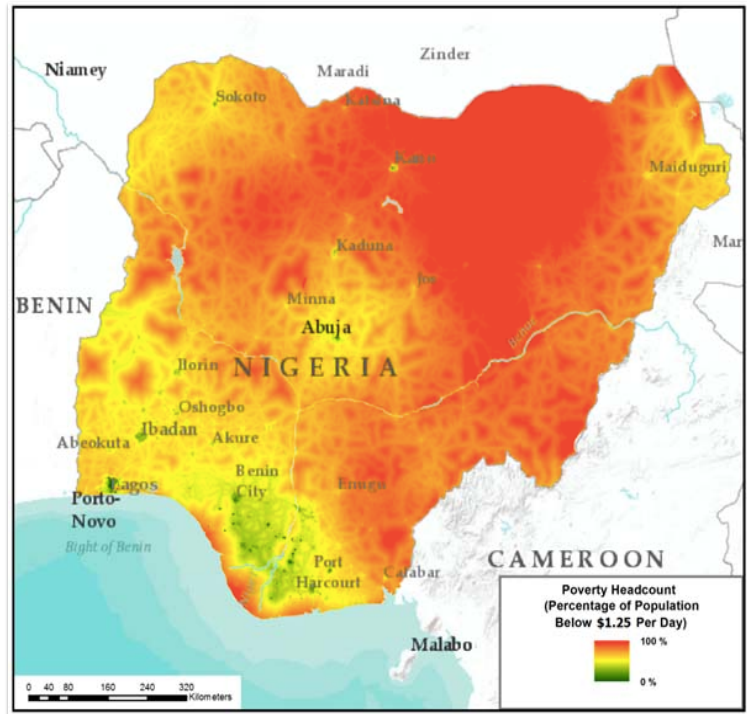 Zinder
Niamey
Maradi
Sokoto
Katsina
Kano
Maiduguri
Kaduna
Mar
Jos
Minna
BENIN
Abuja
Benue
NIGERIA
Ilorin
Oshogbo
Ibadan
Abeokuta
Akure
Benin
City
Enugu
Lagos
Porto-
Novo
Bight of Benin
Port
Harcourt
Calabar
CAMEROON
Malabo
Poverty Headcount
(Percentage of Population
Below $1.25 Per Day)
100 %
0 %
0 40 80 160 240 320
Kilometers